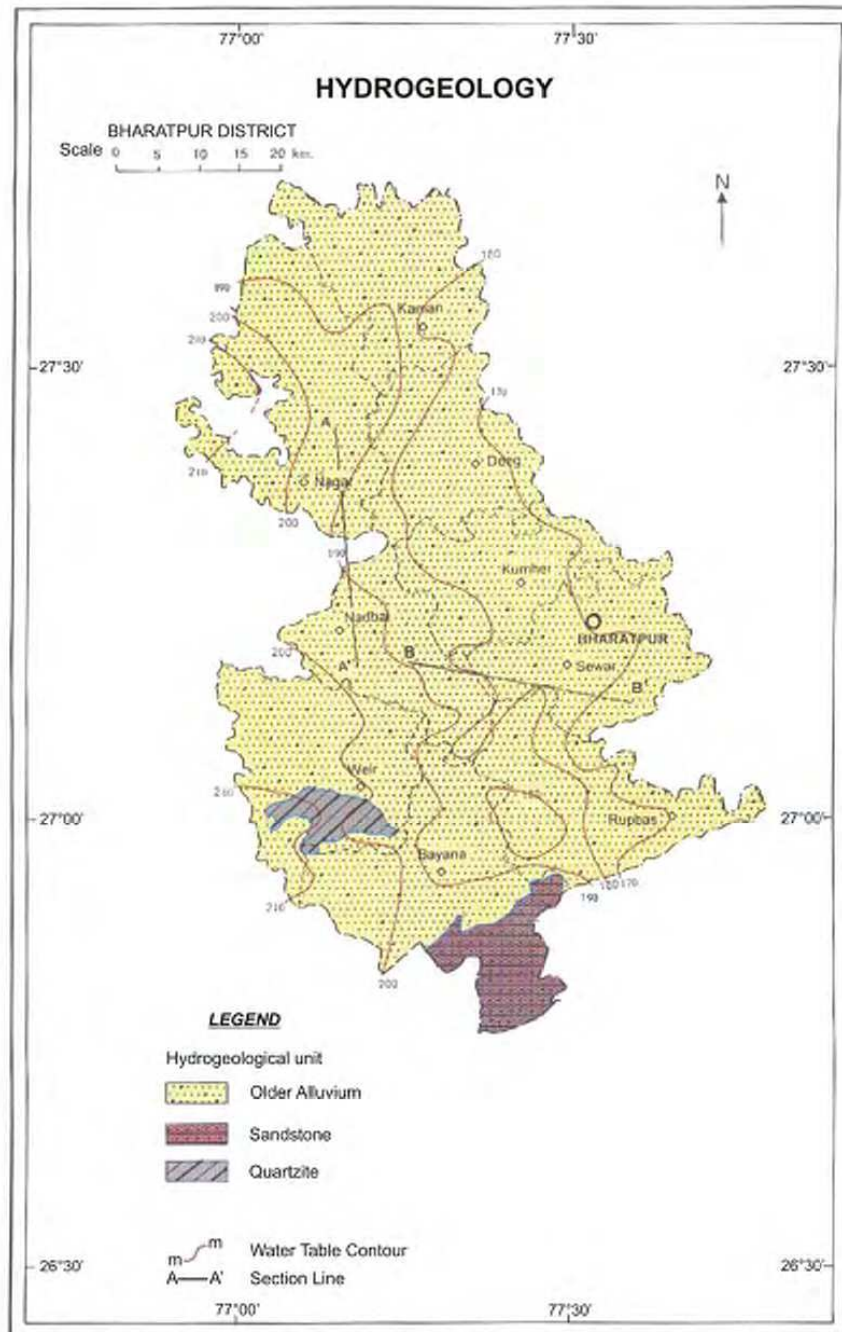 77°00'
77°30'
HYDROGEOLOGY
BHARATPUR DISTRICT
Scale 0 5 10 15 20 km.
N
180
190
Kaman
200
210
27°30'
27°30'
170
A
Deeg
210
Nagar
200
190
Kumher
Nadbai
BHARATPUR
200
B
Sewar
A'
B'
Weir
210
27°00'
Rupbas
27°00'
Bayana
190
180
170
210
200
LEGEND
Hydrogeological unit
Older Alluvium
Sandstone
Quartzite
m m Water Table Contour
A A' Section Line
26°30'
26°30'
77°00'
77°30'